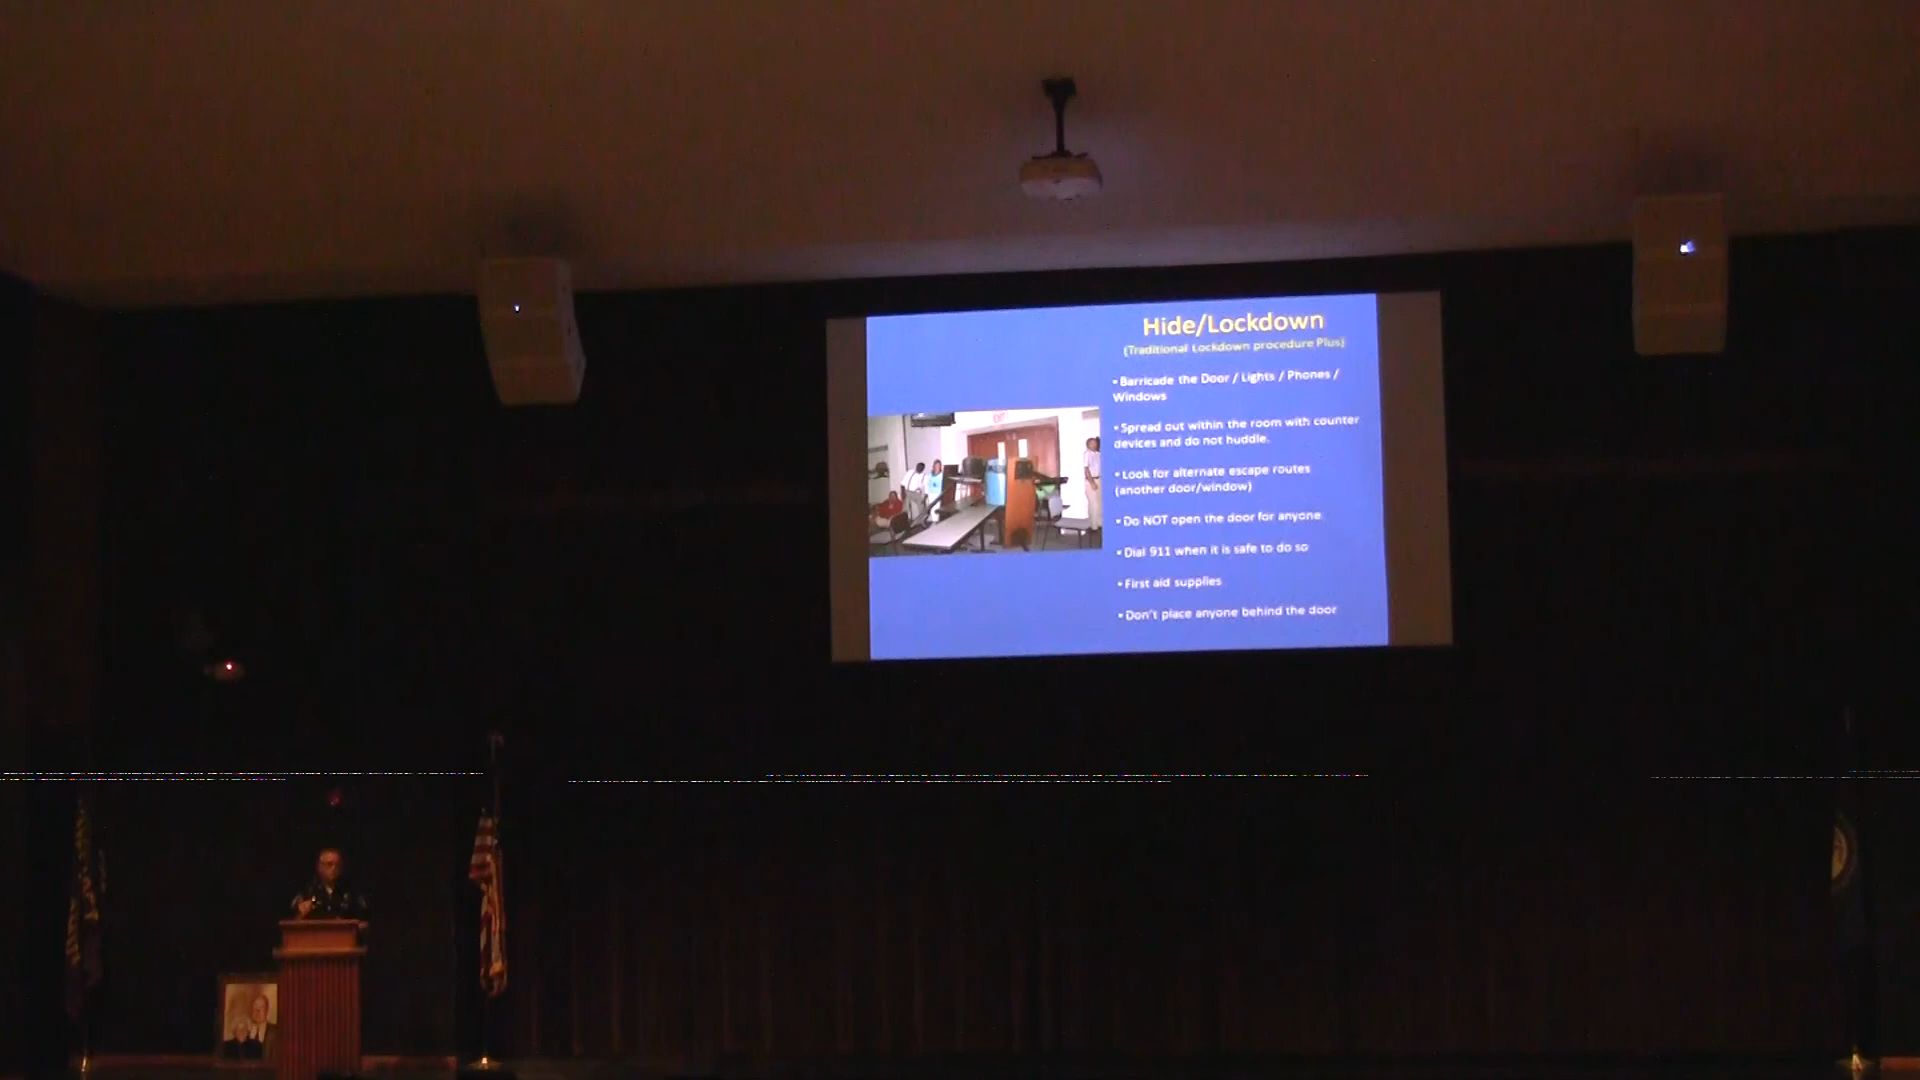 Hide/Lockdown
(Traditional Lockdown procedure Plus)
• Barricade the Door / Lights / Phones /
Windows
• Spread out within the room with counter
devices and do not huddle.
• Look for alternate escape routes
(another door/window)
• Do NOT open the door for anyone.
• Dial 911 when it is safe to do so
• First aid supplies
• Don't place anyone behind the door
EXIT